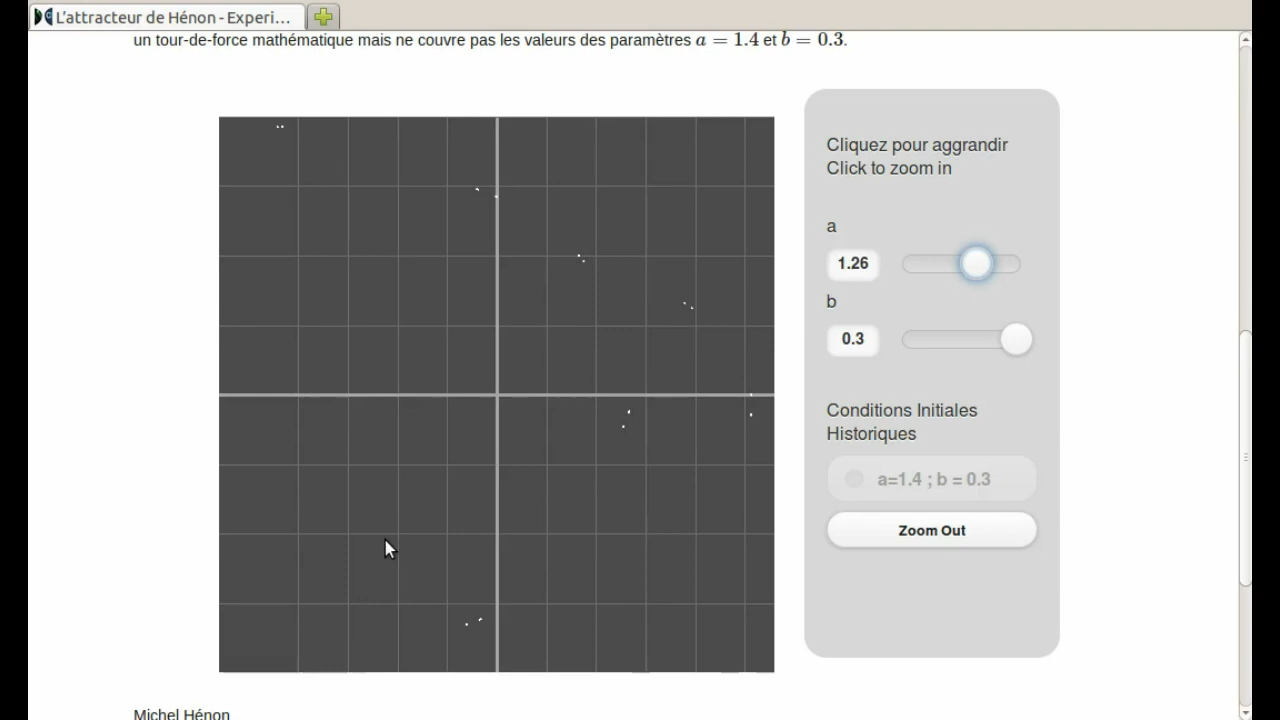 L'attracteur de Hénon - Experi...
un tour-de-force mathématique mais ne couvre pas les valeurs des paramètres a = 1.4 et b = 0.3.
Cliquez pour aggrandir
Click to zoom in
a
1.26
b
0.3
Conditions Initiales
Historiques
a=1.4 ; b = 0.3
Zoom Out
Michel Hénon